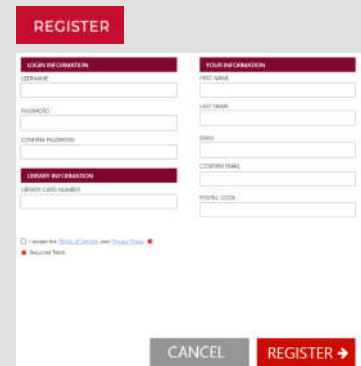 REGISTER
LOGIN INFORMATION
USERNAME
PASSWORD
CONFIRM PASSWORD
LIBRARY INFORMATION
LIBRARY CARD NUMBER
YOUR INFORMATION
FIRST NAME
LAST NAME
EMAIL
CONFIRM EMAIL
POSTAL CODE
I accept the Terms of Service and Privacy Policy
Required fields
CANCEL
REGISTER →